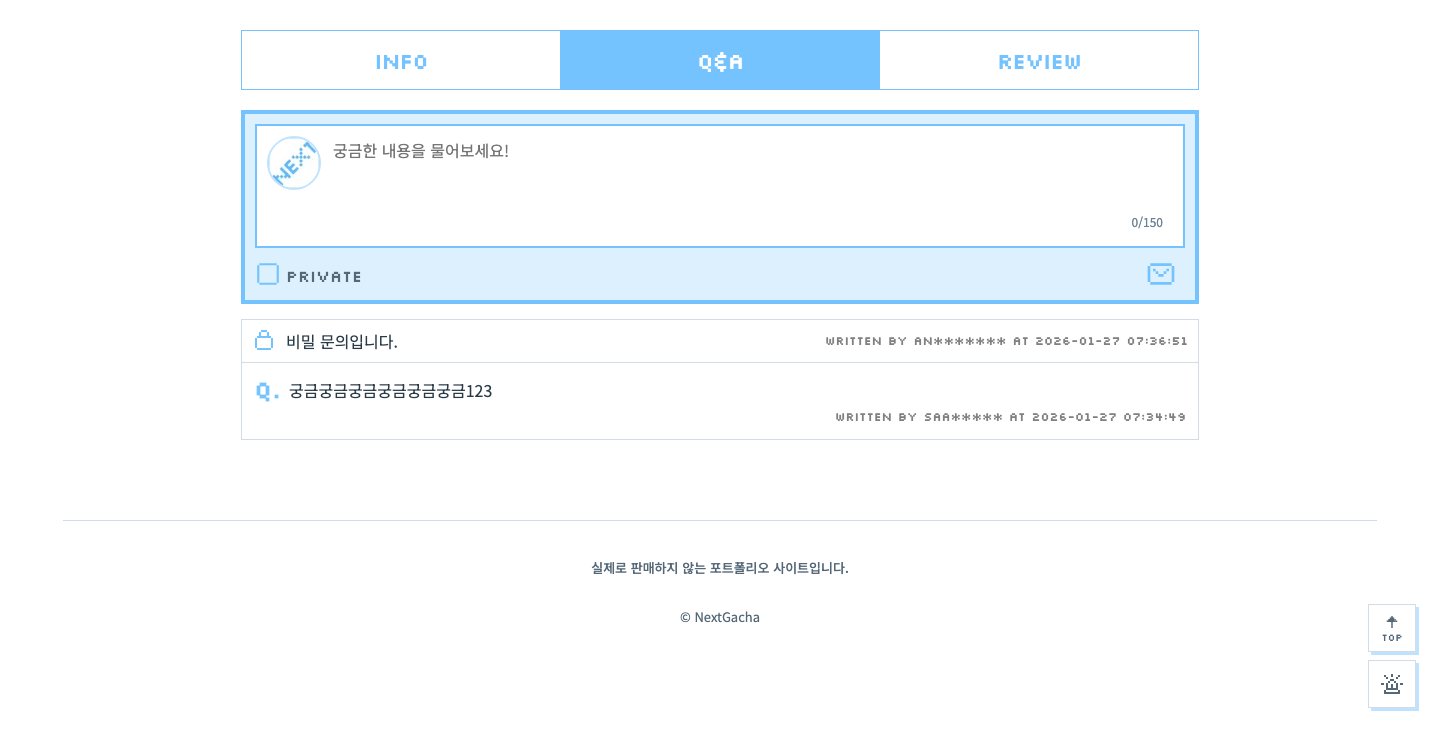 INFO
Q&A
REVIEW
NEXT
궁금한 내용을 물어보세요!
0/150
PRIVATE
비밀 문의입니다.
WRITTEN BY AN******* AT 2026-01-27 07:36:51
Q. 궁금궁금궁금궁금궁금궁금123
WRITTEN BY SAA***** AT 2026-01-27 07:34:49
실제로 판매하지 않는 포트폴리오 사이트입니다.
© NextGacha
TOP